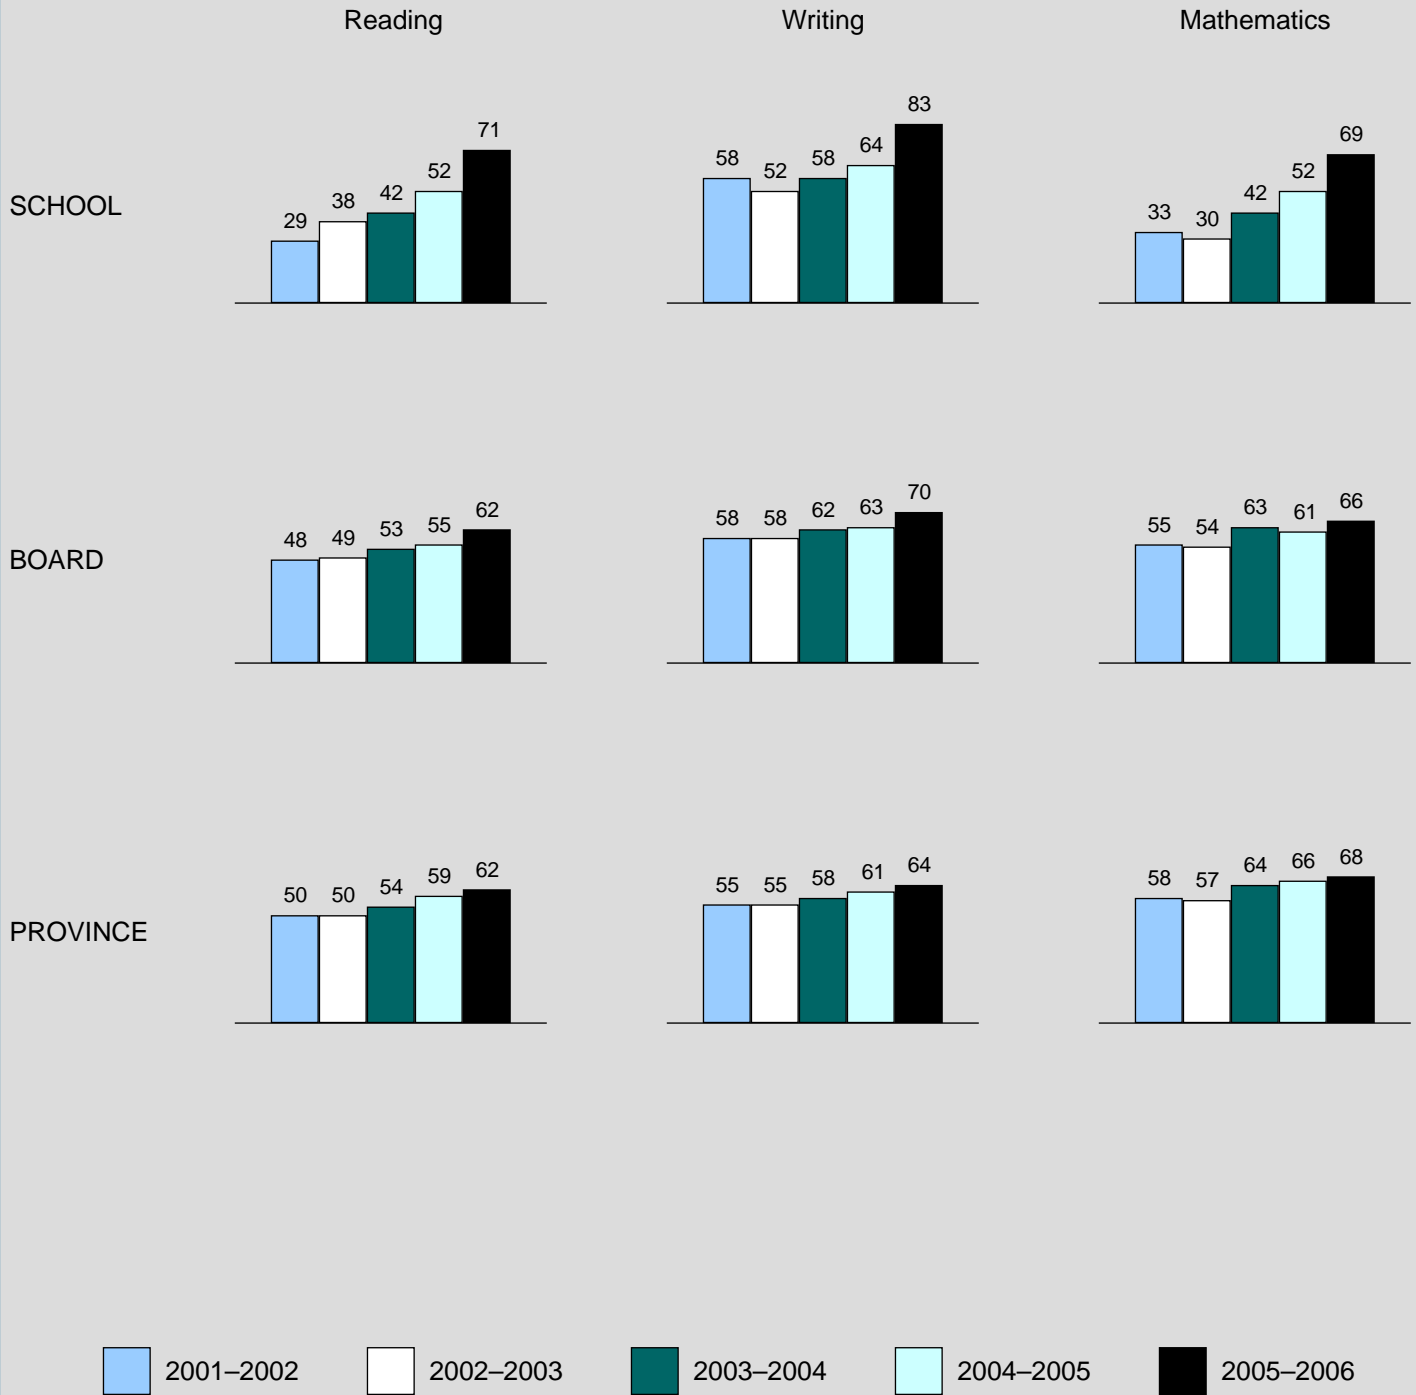 Reading Writing Mathematics
SCHOOL
29 38 42 52 71
58 52 58 64 83
33 30 42 52 69
BOARD
48 49 53 55 62
58 58 62 63 70
55 54 63 61 66
PROVINCE
50 50 54 59 62
55 55 58 61 64
58 57 64 66 68
2001–2002 2002–2003 2003–2004 2004–2005 2005–2006